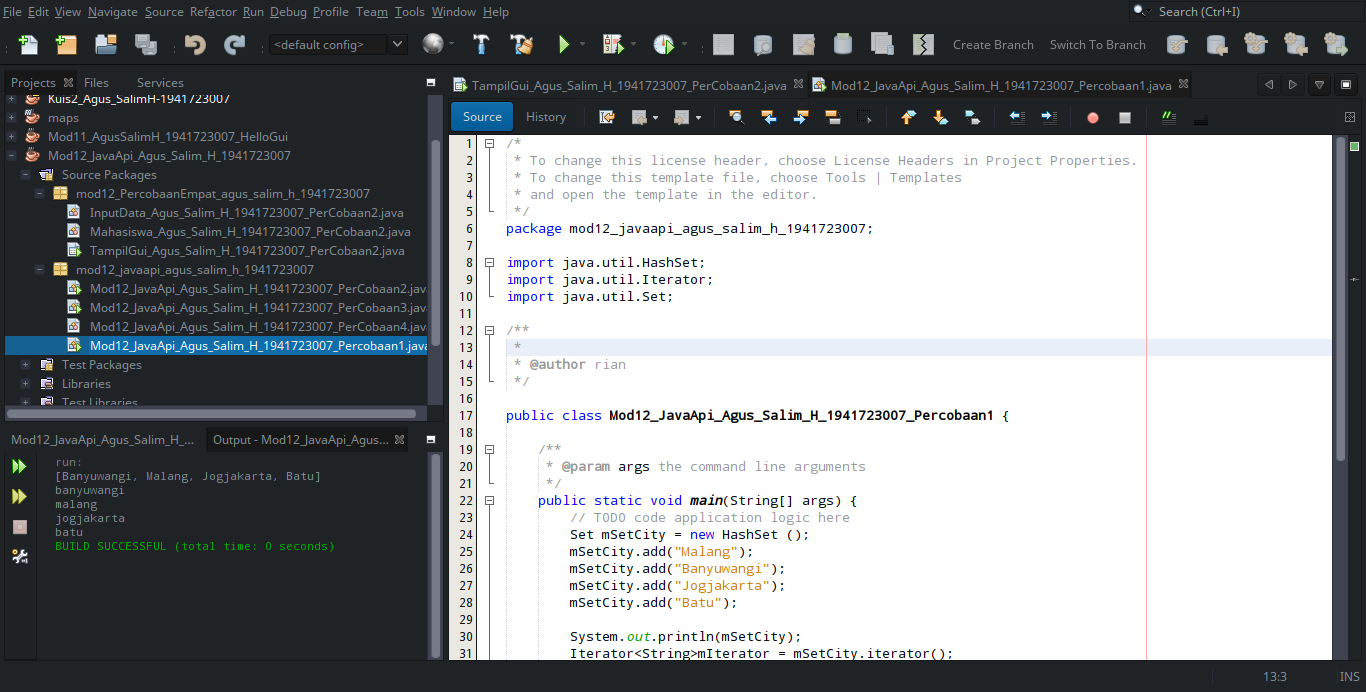 File Edit View Navigate Source Refactor Run Debug Profile Team Tools Window Help
Search (Ctrl+I)
<default config>
Create Branch
Switch To Branch
Projects
Files
Services
Kuis2_Agus_SalimH-1941723007
maps
Mod11_AgusSalimH_1941723007_HelloGui
Mod12_JavaApi_Agus_Salim_H_1941723007
Source Packages
mod12_PercobaanEmpat_agus_salim_h_1941723007
InputData_Agus_Salim_H_1941723007_PerCobaan2.java
Mahasiswa_Agus_Salim_H_1941723007_PerCobaan2.java
TampilGui_Agus_Salim_H_1941723007_PerCobaan2.java
mod12_javaapi_agus_salim_h_1941723007
Mod12_JavaApi_Agus_Salim_H_1941723007_PerCobaan2.jav
Mod12_JavaApi_Agus_Salim_H_1941723007_PerCobaan3.jav
Mod12_JavaApi_Agus_Salim_H_1941723007_PerCobaan4.jav
Mod12_JavaApi_Agus_Salim_H_1941723007_Percobaan1.java
Test Packages
Libraries
Test Libraries
Mod12_JavaApi_Agus_Salim_H_...
Output - Mod12_JavaApi_Agus...
run:
[Banyuwangi, Malang, Jogjakarta, Batu]
banyuwangi
malang
jogjakarta
batu
BUILD SUCCESSFUL (total time: 0 seconds)
TampilGui_Agus_Salim_H_1941723007_PerCobaan2.java
Mod12_JavaApi_Agus_Salim_H_1941723007_Percobaan1.java
Source
History
1 /*
2 * To change this license header, choose License Headers in Project Properties.
3 * To change this template file, choose Tools | Templates
4 * and open the template in the editor.
5 */
6 package mod12_javaapi_agus_salim_h_1941723007;
7
8 import java.util.HashSet;
9 import java.util.Iterator;
10 import java.util.Set;
11
12 /**
13 *
14 * @author rian
15 */
16
17 public class Mod12_JavaApi_Agus_Salim_H_1941723007_Percobaan1 {
18
19 /**
20 * @param args the command line arguments
21 */
22 public static void main(String[] args) {
23 // TODO code application logic here
24 Set mSetCity = new HashSet ();
25 mSetCity.add("Malang");
26 mSetCity.add("Banyuwangi");
27 mSetCity.add("Jogjakarta");
28 mSetCity.add("Batu");
29
30 System.out.println(mSetCity);
31 Iterator<String>mIterator = mSetCity.iterator();
13:3
INS